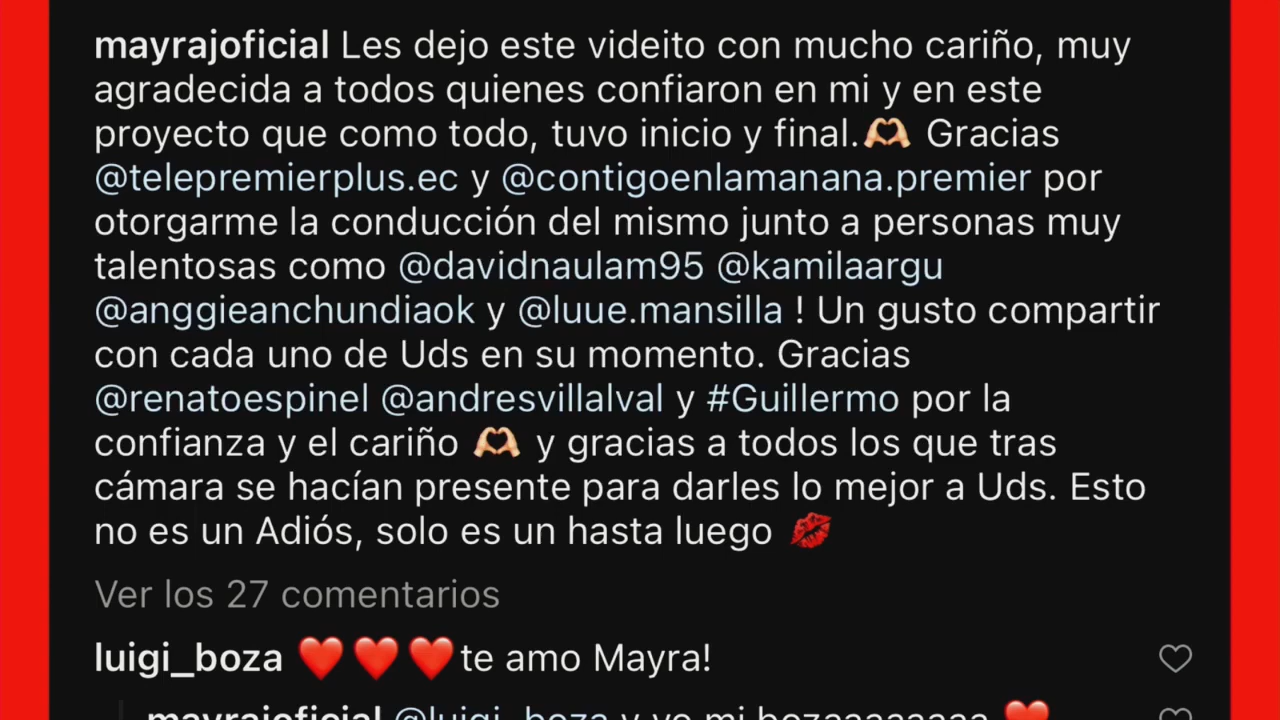 mayrajoficial Les dejo este videito con mucho cariño, muy
agradecida a todos quienes confiaron en mi y en este
proyecto que como todo, tuvo inicio y final.🫶🏼 Gracias
@telepremierplus.ec y @contigoenlamanana.premier por
otorgarme la conducción del mismo junto a personas muy
talentosas como @davidnaulam95 @kamilaargu
@anggieanchundiaok y @luue.mansilla ! Un gusto compartir
con cada uno de Uds en su momento. Gracias
@renatoespinel @andresvillalval y #Guillermo por la
confianza y el cariño 🫶🏼 y gracias a todos los que tras
cámara se hacían presente para darles lo mejor a Uds. Esto
no es un Adiós, solo es un hasta luego 💋
Ver los 27 comentarios
luigi_boza ❤️❤️❤️te amo Mayra!
mayrajoficial @luigi_boza y yo mi bozaaaaaaaa ❤️